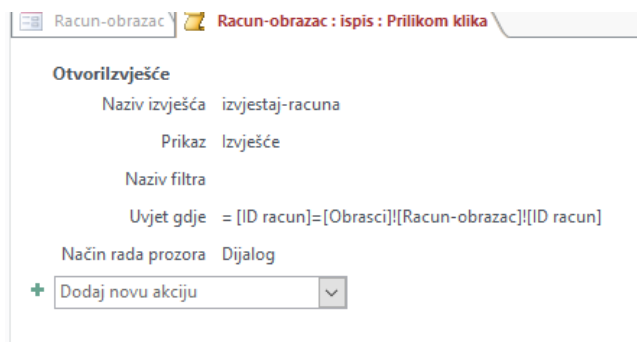 Racun-obrazac Racun-obrazac : ispis : Prilikom klika
OtvoriIzvješće
Naziv izvješća izvjestaj-racuna
Prikaz Izvješće
Naziv filtra
Uvjet gdje = [ID racun]=[Obrasci]![Racun-obrazac]![ID racun]
Način rada prozora Dijalog
Dodaj novu akciju